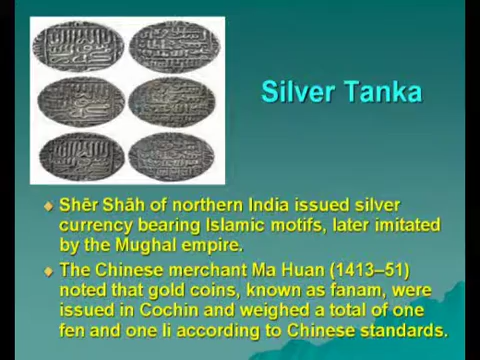 Silver Tanka
Shēr Shāh of northern India issued silver
currency bearing Islamic motifs, later imitated
by the Mughal empire.
The Chinese merchant Ma Huan (1413–51)
noted that gold coins, known as fanam, were
issued in Cochin and weighed a total of one
fen and one li according to Chinese standards.